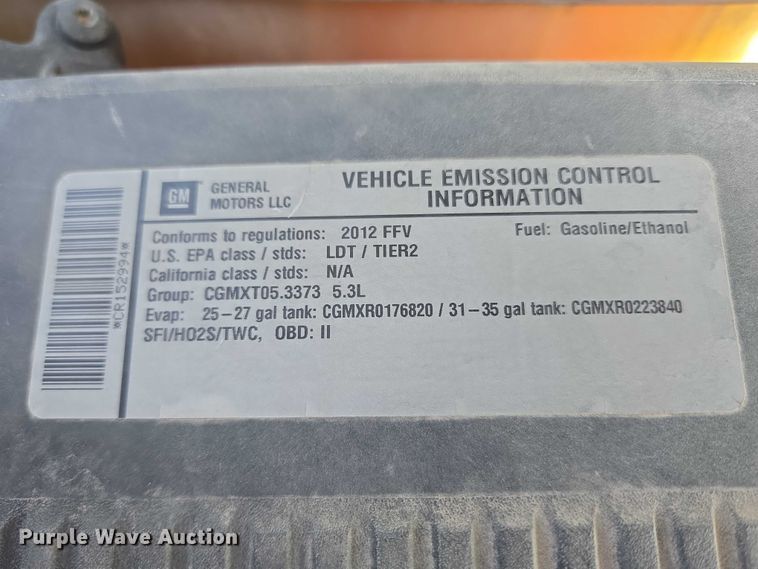 GM
GENERAL
MOTORS LLC
VEHICLE EMISSION CONTROL
INFORMATION
Conforms to regulations: 2012 FFV
Fuel: Gasoline/Ethanol
U.S. EPA class / stds: LDT / TIER2
California class / stds: N/A
Group: CGMXT05.3373 5.3L
Evap: 25-27 gal tank: CGMXR0176820 / 31-35 gal tank: CGMXR0223840
SFI/HO2S/TWC, OBD: II
*CR152994*
Purple Wave Auction